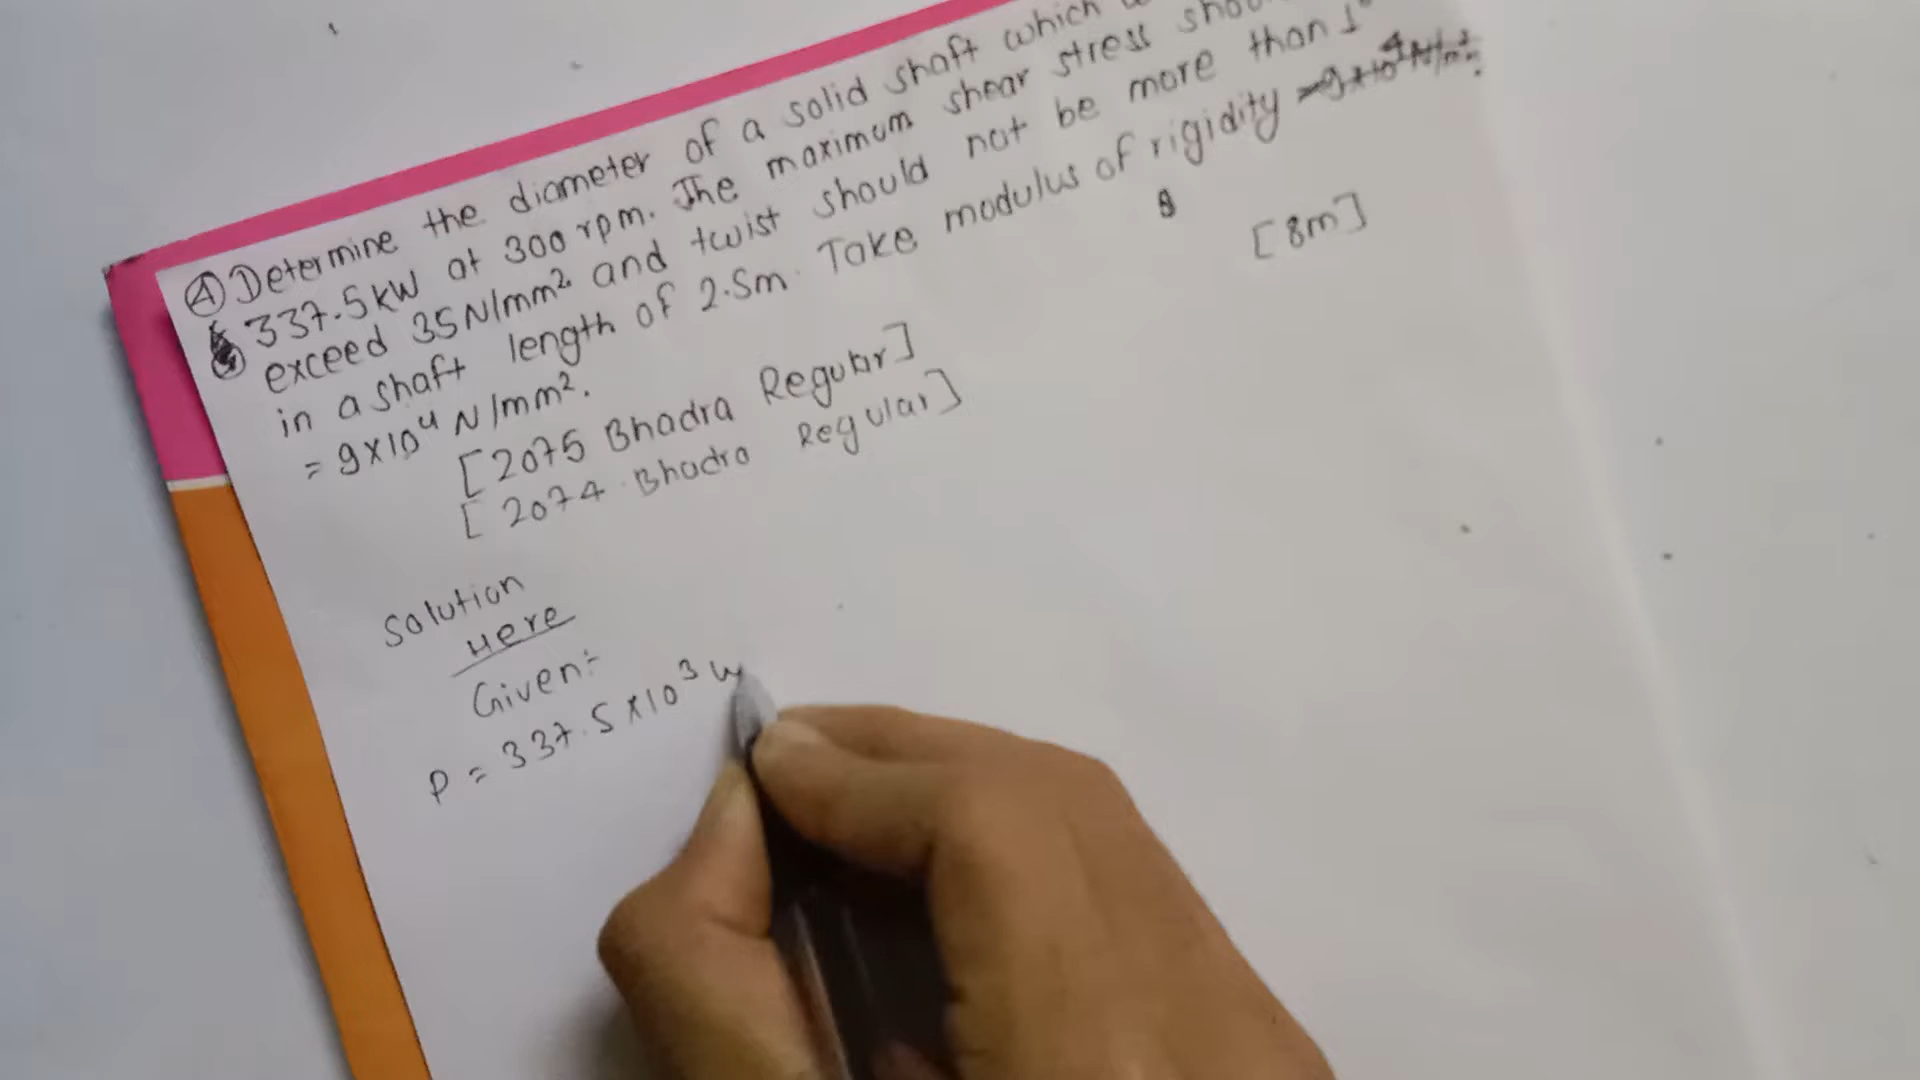 ④ Determine the diameter of a solid shaft which
337.5kW at 300 rpm. The maximum shear stress
exceed 35N/mm² and twist should not be more than 1°
in a shaft length of 2.5m. Take modulus of rigidity
= 9×10⁴ N/mm².
[8m]
[2075 Bhadra Regular]
[2074 Bhadra Regular]
Solution
Here
Given:-
P = 337.5×10³ W